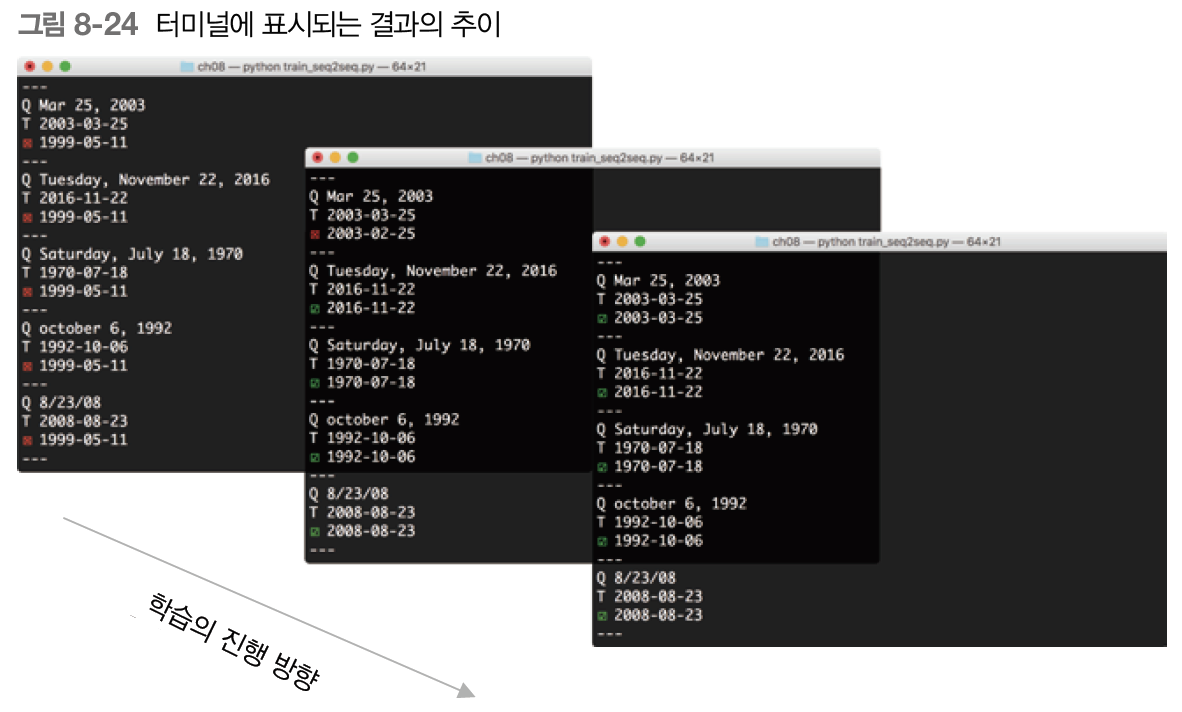 그림 8-24 터미널에 표시되는 결과의 추이
ch08 — python train_seq2seq.py — 64×21
---
Q Mar 25, 2003
T 2003-03-25
☒ 1999-05-11
---
Q Tuesday, November 22, 2016
T 2016-11-22
☒ 1999-05-11
---
Q Saturday, July 18, 1970
T 1970-07-18
☒ 1999-05-11
---
Q october 6, 1992
T 1992-10-06
☒ 1999-05-11
---
Q 8/23/08
T 2008-08-23
☒ 1999-05-11
---
ch08 — python train_seq2seq.py — 64×21
---
Q Mar 25, 2003
T 2003-03-25
☒ 2003-02-25
---
Q Tuesday, November 22, 2016
T 2016-11-22
☑ 2016-11-22
---
Q Saturday, July 18, 1970
T 1970-07-18
☑ 1970-07-18
---
Q october 6, 1992
T 1992-10-06
☑ 1992-10-06
---
Q 8/23/08
T 2008-08-23
☑ 2008-08-23
---
ch08 — python train_seq2seq.py — 64×21
---
Q Mar 25, 2003
T 2003-03-25
☑ 2003-03-25
---
Q Tuesday, November 22, 2016
T 2016-11-22
☑ 2016-11-22
---
Q Saturday, July 18, 1970
T 1970-07-18
☑ 1970-07-18
---
Q october 6, 1992
T 1992-10-06
☑ 1992-10-06
---
Q 8/23/08
T 2008-08-23
☑ 2008-08-23
---
학습의 진행 방향